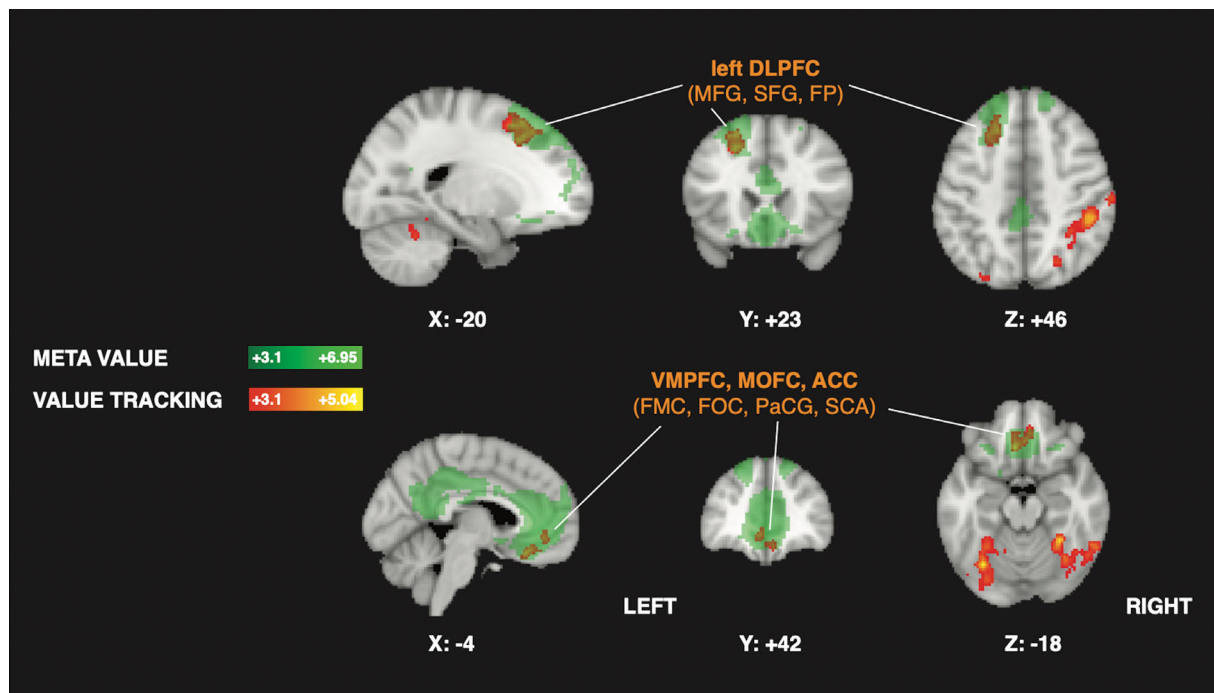 left DLPFC
(MFG, SFG, FP)
X: -20
Y: +23
Z: +46
META VALUE
+3.1 +6.95
VALUE TRACKING
+3.1 +5.04
VMPFC, MOFC, ACC
(FMC, FOC, PaCG, SCA)
LEFT
RIGHT
X: -4
Y: +42
Z: -18